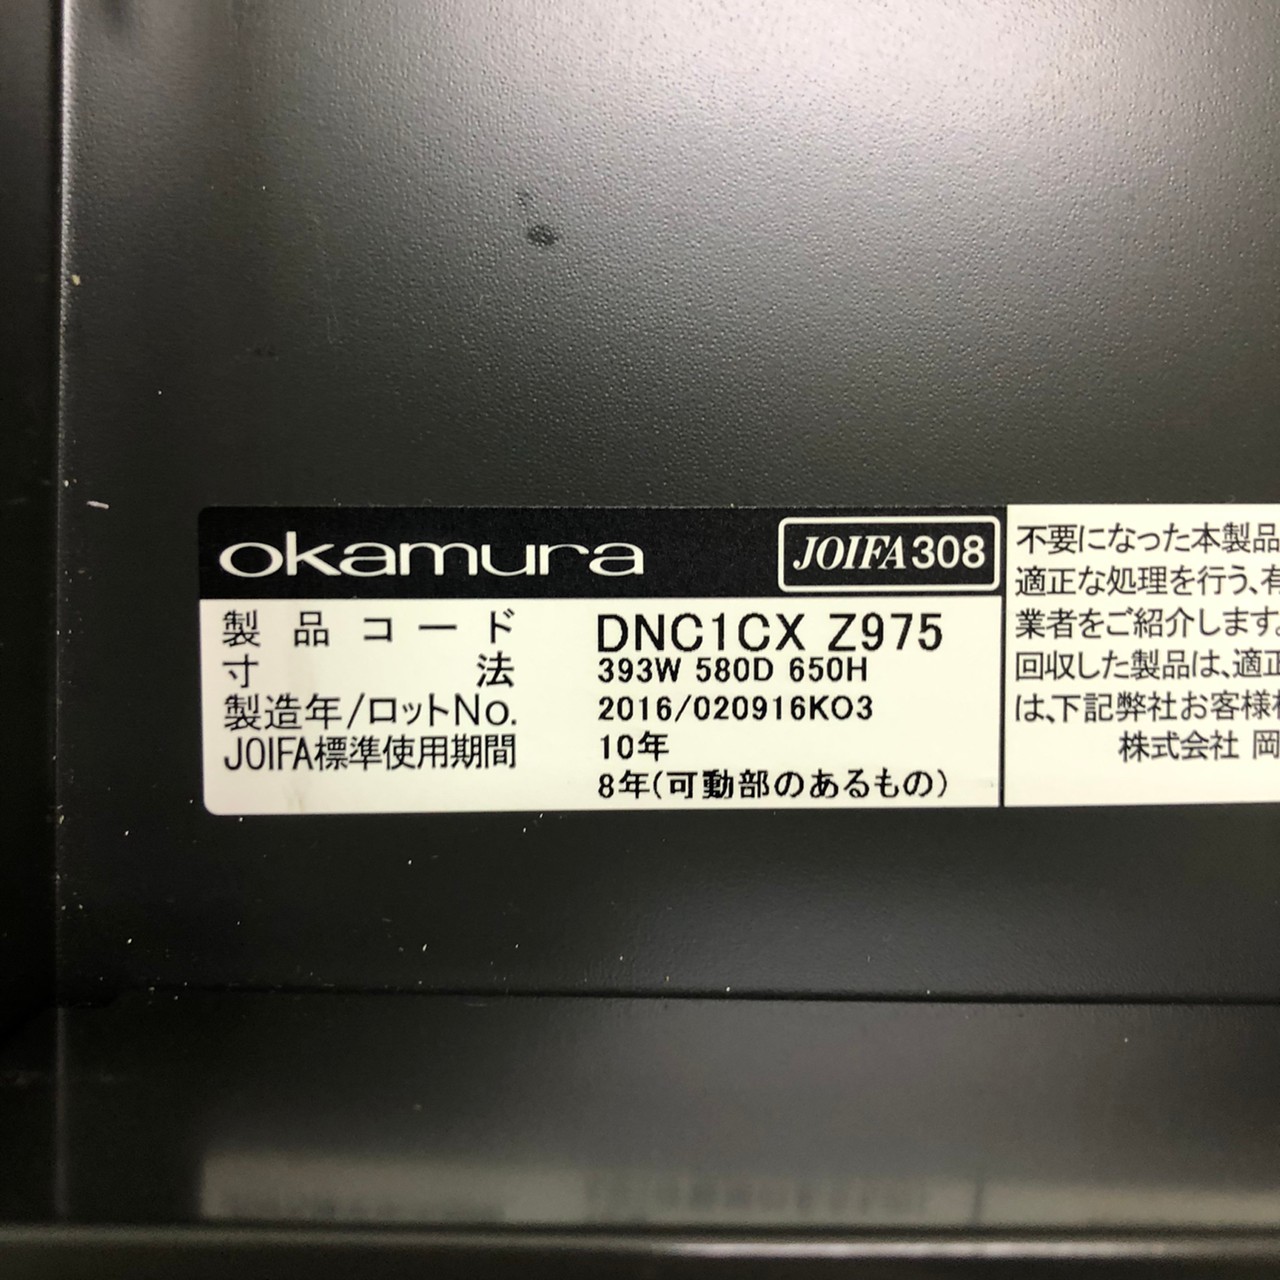 okamura
JOIFA308
製品コード DNC1CX Z975
寸法 393W 580D 650H
製造年/ロットNo. 2016/020916KO3
JOIFA標準使用期間 10年
8年(可動部のあるもの)
不要になった本製品
適正な処理を行う、有
業者をご紹介します。
回収した製品は、適正
は、下記弊社お客様
株式会社 岡